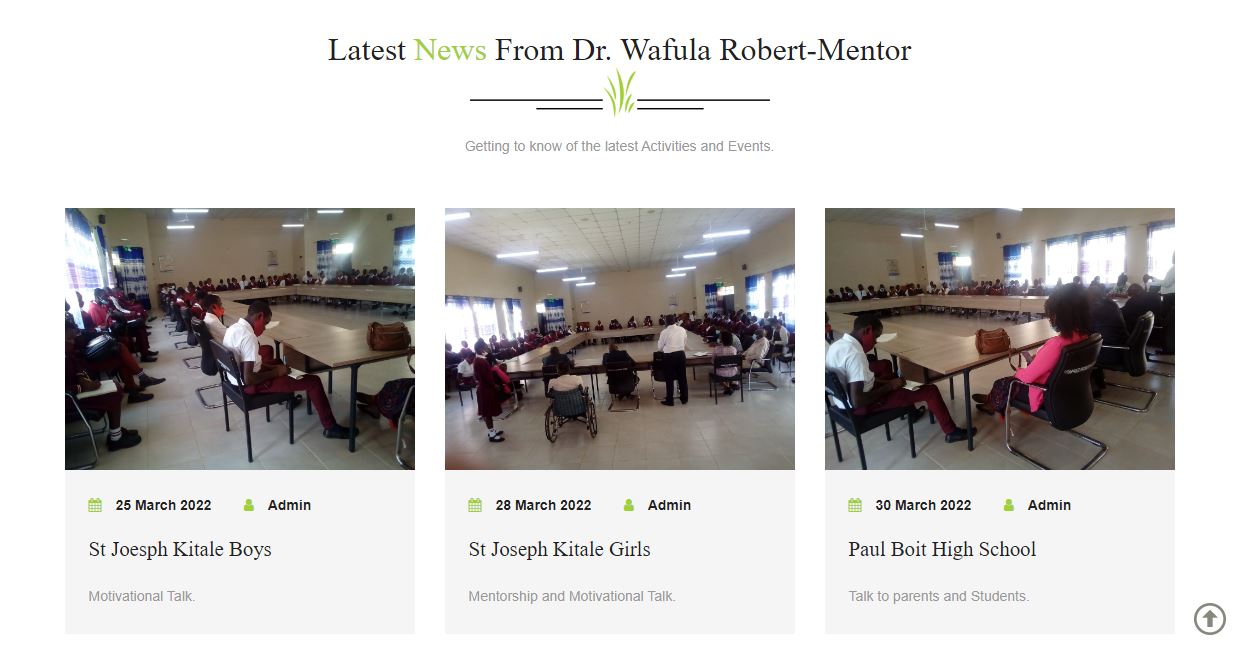 Latest News From Dr. Wafula Robert-Mentor
Getting to know of the latest Activities and Events.
25 March 2022 Admin
St Joesph Kitale Boys
Motivational Talk.
28 March 2022 Admin
St Joseph Kitale Girls
Mentorship and Motivational Talk.
30 March 2022 Admin
Paul Boit High School
Talk to parents and Students.